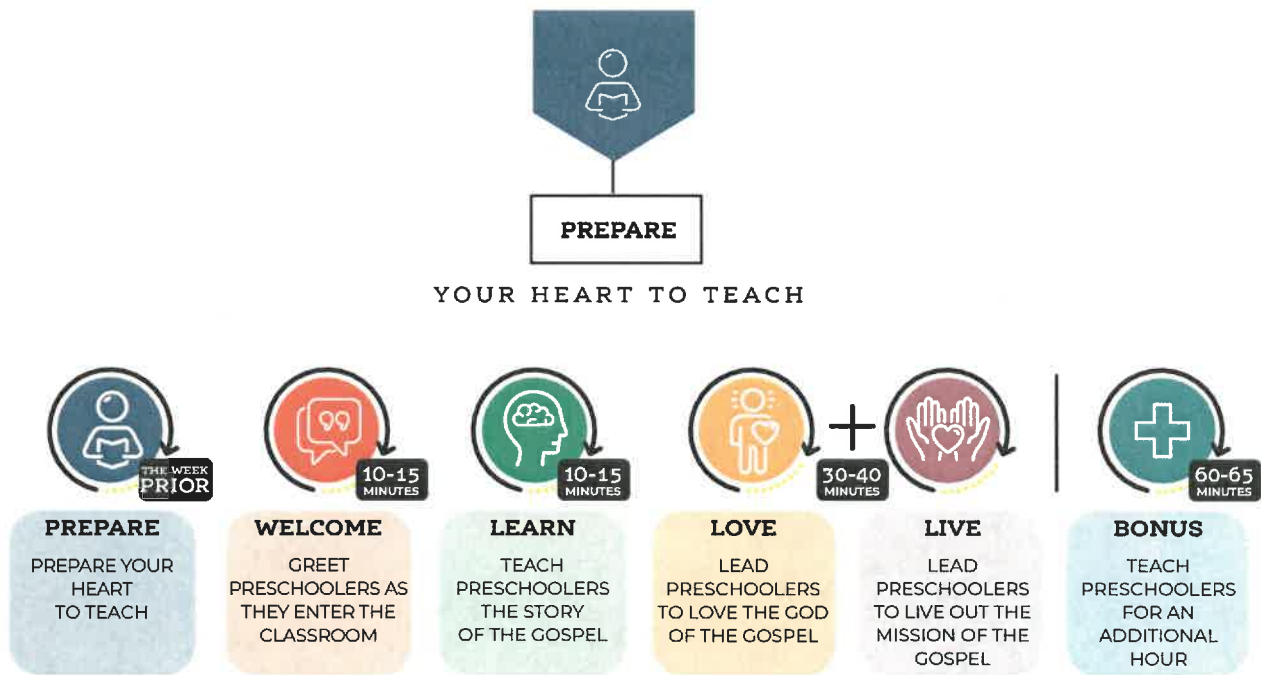 PREPARE
YOUR HEART TO TEACH
THE WEEK
PRIOR
10-15
MINUTES
10-15
MINUTES
30-40
MINUTES
60-65
MINUTES
PREPARE
PREPARE YOUR
HEART
TO TEACH
WELCOME
GREET
PRESCHOOLERS AS
THEY ENTER THE
CLASSROOM
LEARN
TEACH
PRESCHOOLERS
THE STORY
OF THE GOSPEL
LOVE
LEAD
PRESCHOOLERS
TO LOVE THE GOD
OF THE GOSPEL
LIVE
LEAD
PRESCHOOLERS
TO LIVE OUT THE
MISSION OF THE
GOSPEL
BONUS
TEACH
PRESCHOOLERS
FOR AN
ADDITIONAL
HOUR